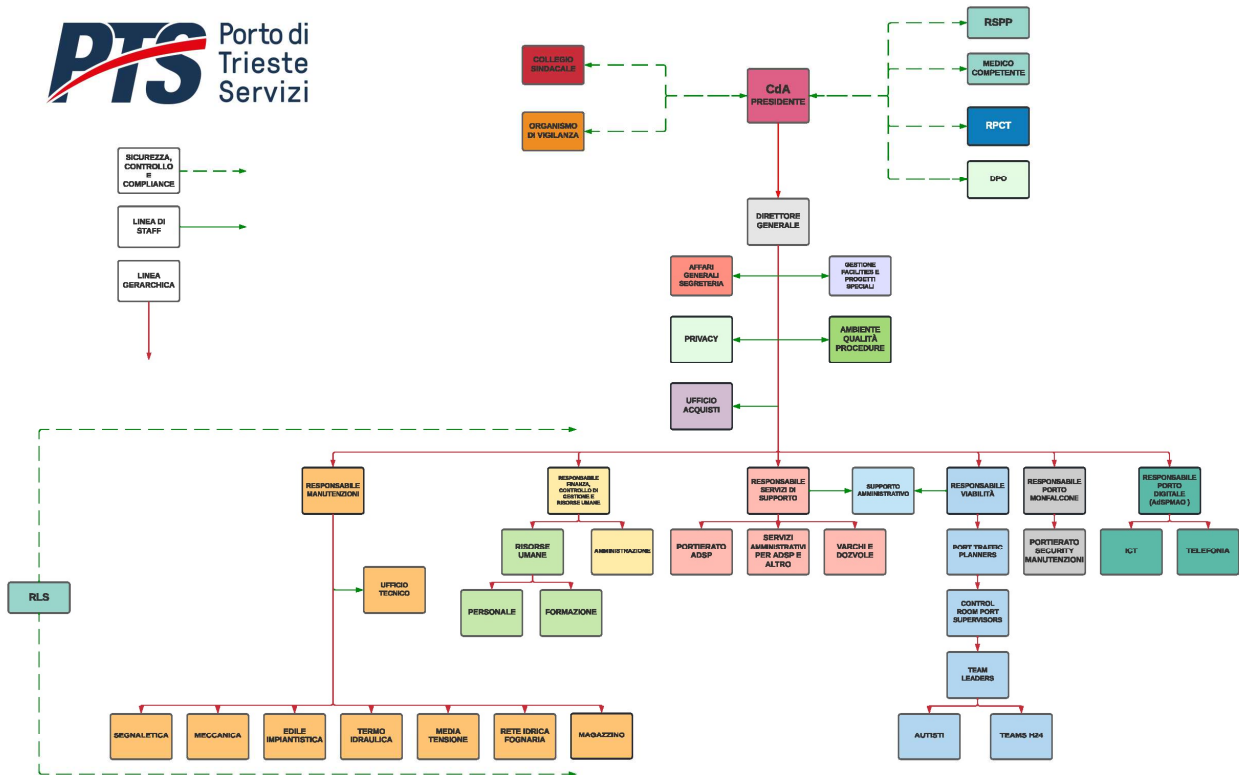 PTS
Porto di
Trieste
Servizi
COLLEGIO
SINDACALE
ORGANISMO
DI VIGILANZA
CdA
PRESIDENTE
RSPP
MEDICO
COMPETENTE
RPCT
DPO
SICUREZZA,
CONTROLLO
E
COMPLIANCE
LINEA DI
STAFF
LINEA
GERARCHICA
DIRETTORE
GENERALE
AFFARI
GENERALI
SEGRETERIA
GESTIONE
FACILITIES E
PROGETTI
SPECIALI
PRIVACY
AMBIENTE
QUALITÀ
PROCEDURE
UFFICIO
ACQUISTI
RESPONSABILE
MANUTENZIONI
RESPONSABILE
FINANZA,
CONTROLLO DI
GESTIONE E
RISORSE UMANE
RESPONSABILE
SERVIZI DI
SUPPORTO
SUPPORTO
AMMINISTRATIVO
RESPONSABILE
VIABILITÀ
RESPONSABILE
PORTO
MONFALCONE
RESPONSABILE
PORTO
DIGITALE
(AdSPMAO )
RISORSE
UMANE
AMMINISTRAZIONE
PORTIERATO
ADSP
SERVIZI
AMMINISTRATIVI
PER ADSP E
ALTRO
VARCHI E
DOZVOLE
PORT TRAFFIC
PLANNERS
PORTIERATO
SECURITY
MANUTENZIONI
ICT
TELEFONIA
UFFICIO
TECNICO
RLS
PERSONALE
FORMAZIONE
CONTROL
ROOM PORT
SUPERVISORS
TEAM
LEADERS
SEGNALETICA
MECCANICA
EDILE
IMPIANTISTICA
TERMO
IDRAULICA
MEDIA
TENSIONE
RETE IDRICA
FOGNARIA
MAGAZZINO
AUTISTI
TEAMS H24